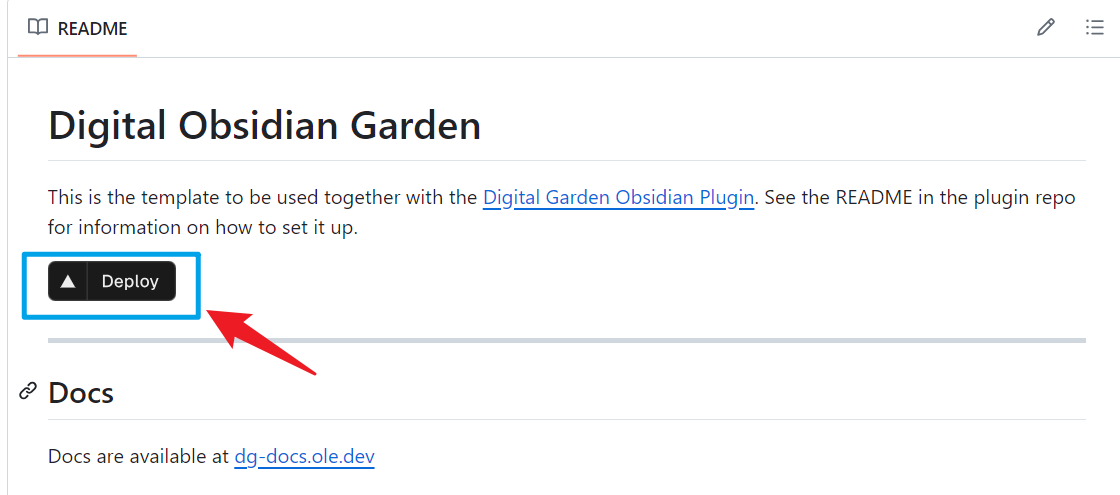 README
Digital Obsidian Garden
This is the template to be used together with the Digital Garden Obsidian Plugin. See the README in the plugin repo
for information on how to set it up.
Deploy
Docs
Docs are available at dg-docs.ole.dev